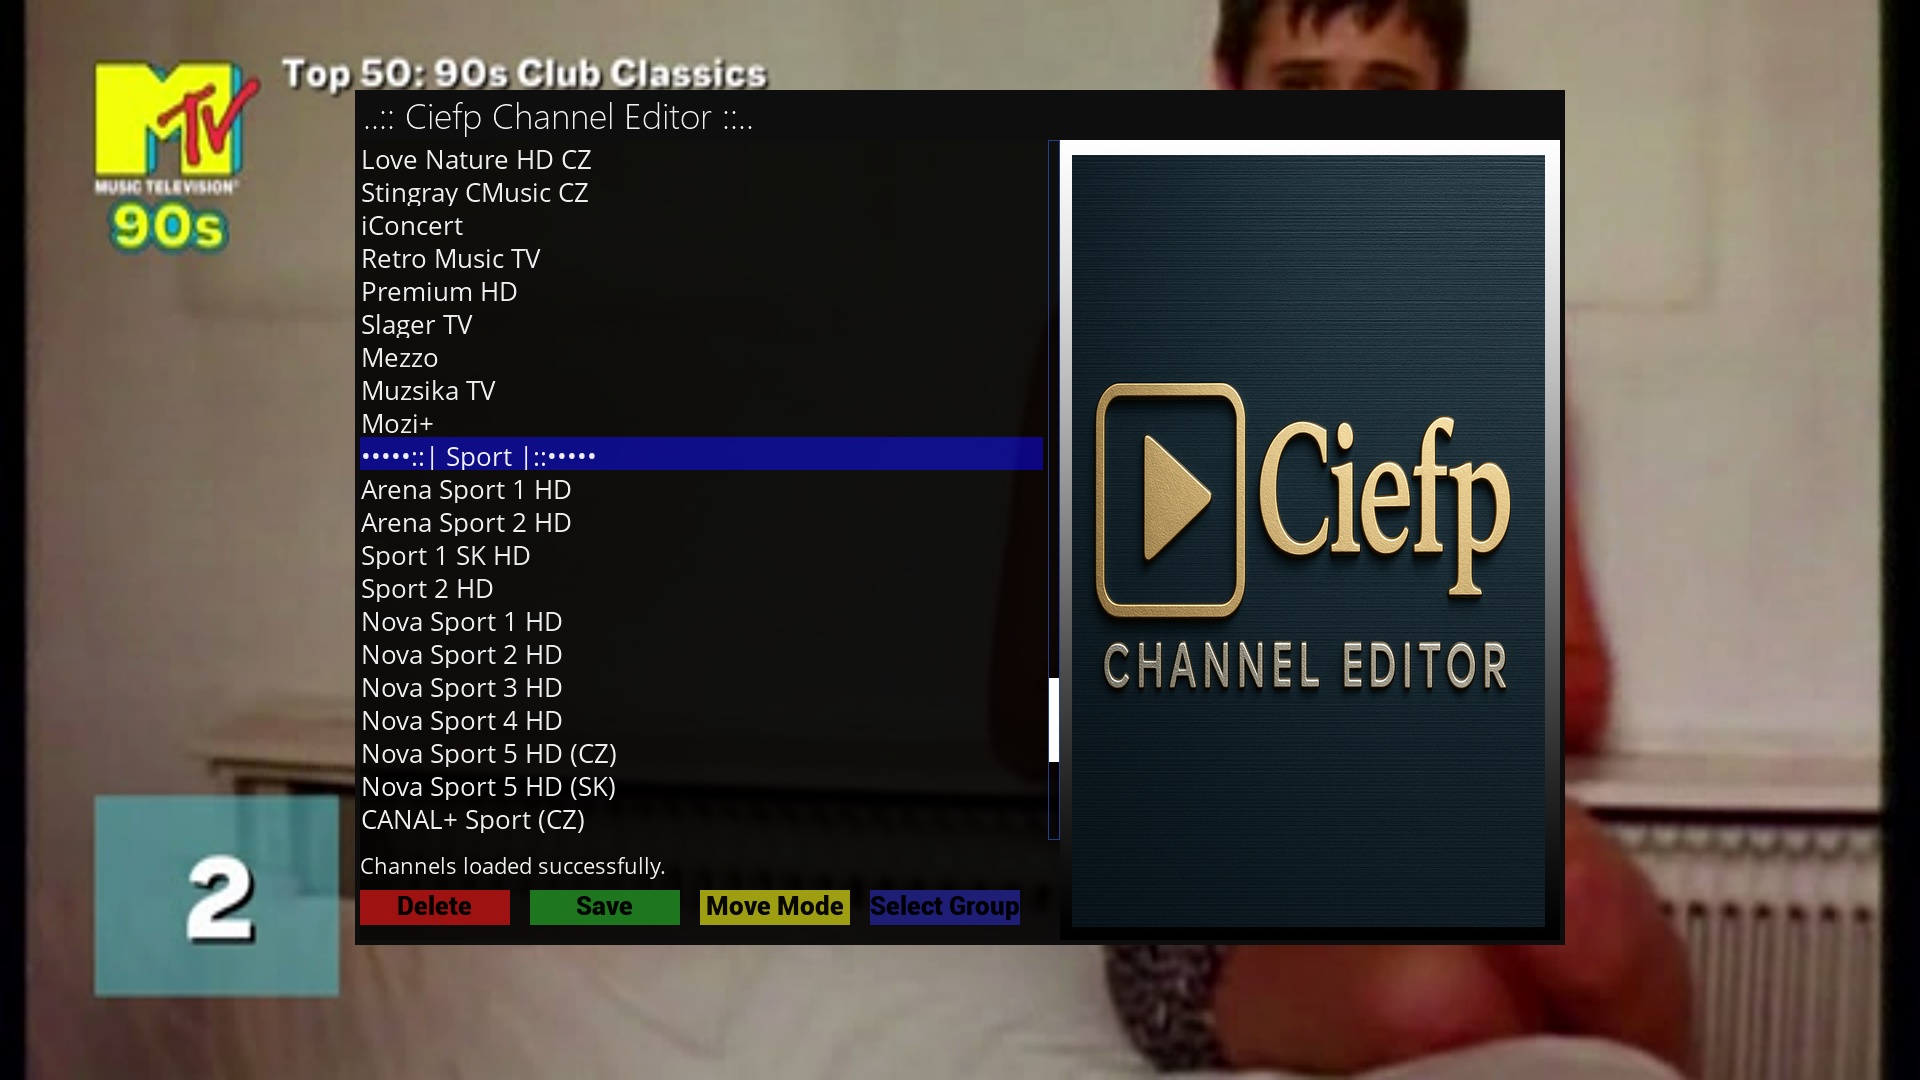 Top 50: 90s Club Classics
MTV
MUSIC TELEVISION®
90s
..:: Ciefp Channel Editor ::..
Love Nature HD CZ
Stingray CMusic CZ
iConcert
Retro Music TV
Premium HD
Slager TV
Mezzo
Muzsika TV
Mozi+
•••••::| Sport |::•••••
Arena Sport 1 HD
Arena Sport 2 HD
Sport 1 SK HD
Sport 2 HD
Nova Sport 1 HD
Nova Sport 2 HD
Nova Sport 3 HD
Nova Sport 4 HD
Nova Sport 5 HD (CZ)
Nova Sport 5 HD (SK)
CANAL+ Sport (CZ)
Channels loaded successfully.
Delete
Save
Move Mode
Select Group
Ciefp
CHANNEL EDITOR
2